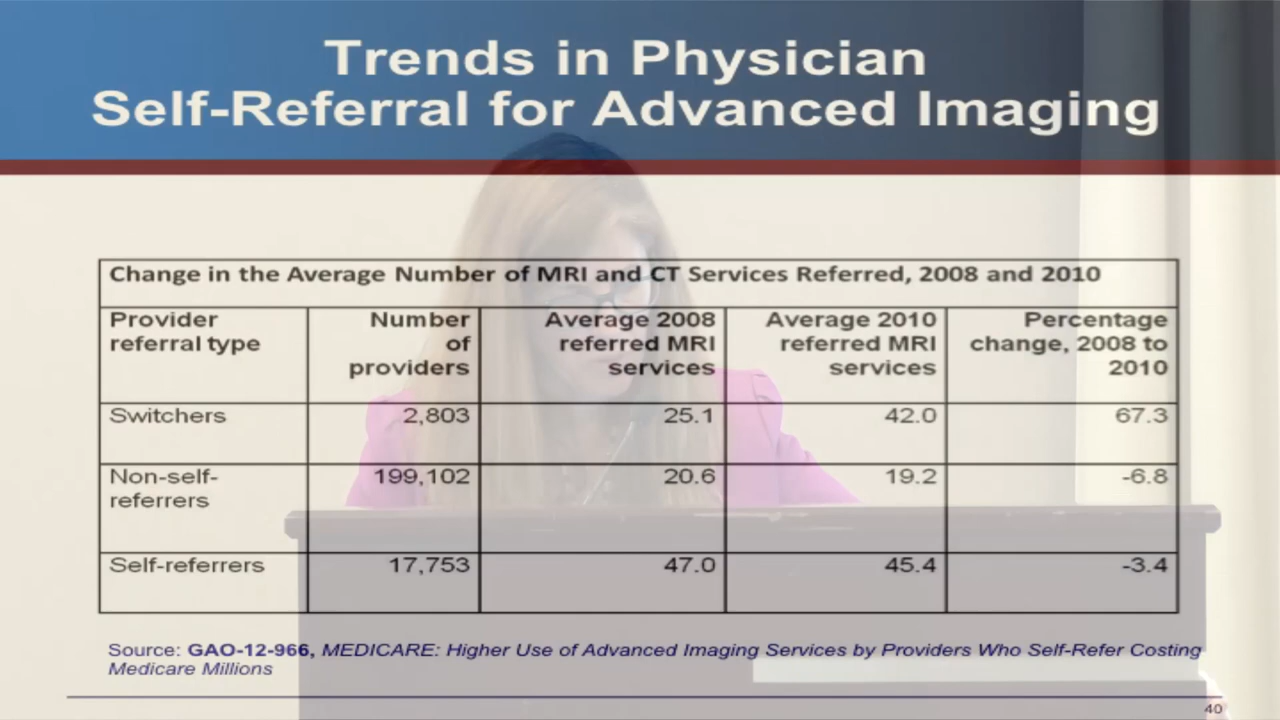 Trends in Physician
Self-Referral for Advanced Imaging
Change in the Average Number of MRI and CT Services Referred, 2008 and 2010
Provider referral type
Number of providers
Average 2008 referred MRI services
Average 2010 referred MRI services
Percentage change, 2008 to 2010
Switchers 2,803 25.1 42.0 67.3
Non-self-referrers 199,102 20.6 19.2 -6.8
Self-referrers 17,753 47.0 45.4 -3.4
Source: GAO-12-966, MEDICARE: Higher Use of Advanced Imaging Services by Providers Who Self-Refer Costing
Medicare Millions
40